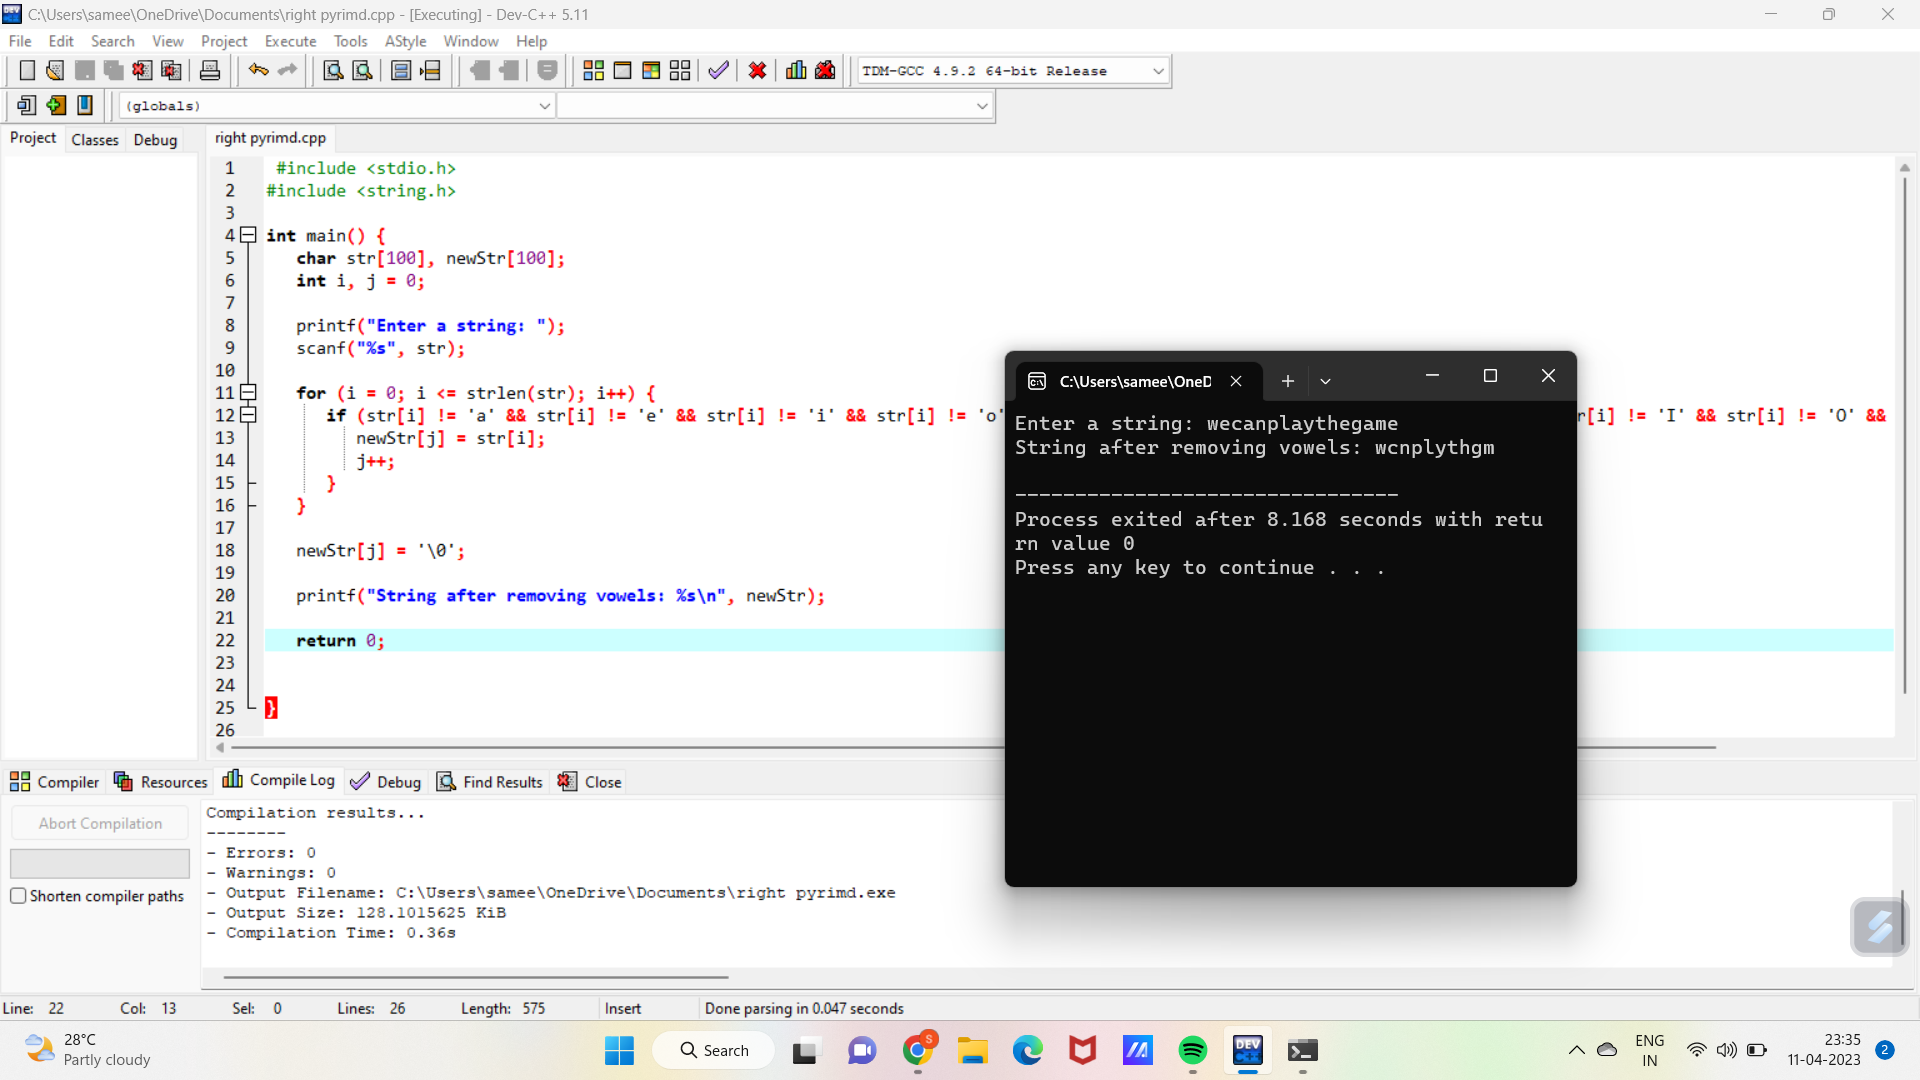 C:\Users\samee\OneDrive\Documents\right pyrimd.cpp - [Executing] - Dev-C++ 5.11
File Edit Search View Project Execute Tools AStyle Window Help
TDM-GCC 4.9.2 64-bit Release
(globals)
Project Classes Debug
right pyrimd.cpp
1 #include <stdio.h>
2 #include <string.h>
3
4 int main() {
5 char str[100], newStr[100];
6 int i, j = 0;
7
8 printf("Enter a string: ");
9 scanf("%s", str);
10
11 for (i = 0; i <= strlen(str); i++) {
12 if (str[i] != 'a' && str[i] != 'e' && str[i] != 'i' && str[i] != 'o' r[i] != 'I' && str[i] != 'O' &&
13 newStr[j] = str[i];
14 j++;
15 }
16 }
17
18 newStr[j] = '\0';
19
20 printf("String after removing vowels: %s\n", newStr);
21
22 return 0;
23
24
25 }
26
C:\Users\samee\OneD
Enter a string: wecanplaythegame
String after removing vowels: wcnplythgm
--------------------------------
Process exited after 8.168 seconds with retu
rn value 0
Press any key to continue . . .
Compiler Resources Compile Log Debug Find Results Close
Abort Compilation
Shorten compiler paths
Compilation results...
--------
- Errors: 0
- Warnings: 0
- Output Filename: C:\Users\samee\OneDrive\Documents\right pyrimd.exe
- Output Size: 128.1015625 KiB
- Compilation Time: 0.36s
Line: 22 Col: 13 Sel: 0 Lines: 26 Length: 575 Insert Done parsing in 0.047 seconds
28°C
Partly cloudy
Search
S
DEV
C++
ENG
IN
23:35
11-04-2023
2